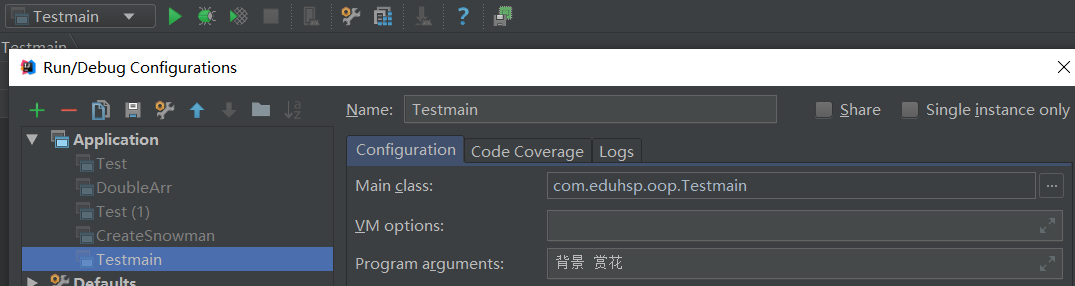 Testmain
Testmain
Run/Debug Configurations
Name: Testmain Share Single instance only
Application
Test
DoubleArr
Test (1)
CreateSnowman
Testmain
Defaults
Configuration Code Coverage Logs
Main class: com.eduhsp.oop.Testmain ...
VM options:
Program arguments: 背景 赏花